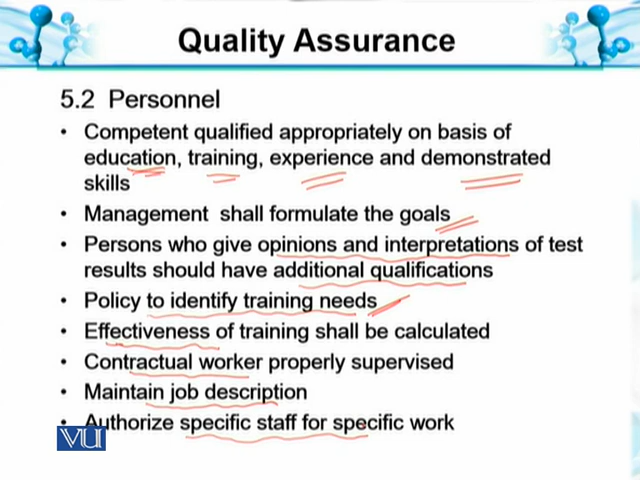 Quality Assurance
5.2 Personnel
• Competent qualified appropriately on basis of
education, training, experience and demonstrated
skills
• Management shall formulate the goals
• Persons who give opinions and interpretations of test
results should have additional qualifications
• Policy to identify training needs
• Effectiveness of training shall be calculated
• Contractual worker properly supervised
• Maintain job description
• Authorize specific staff for specific work
VU